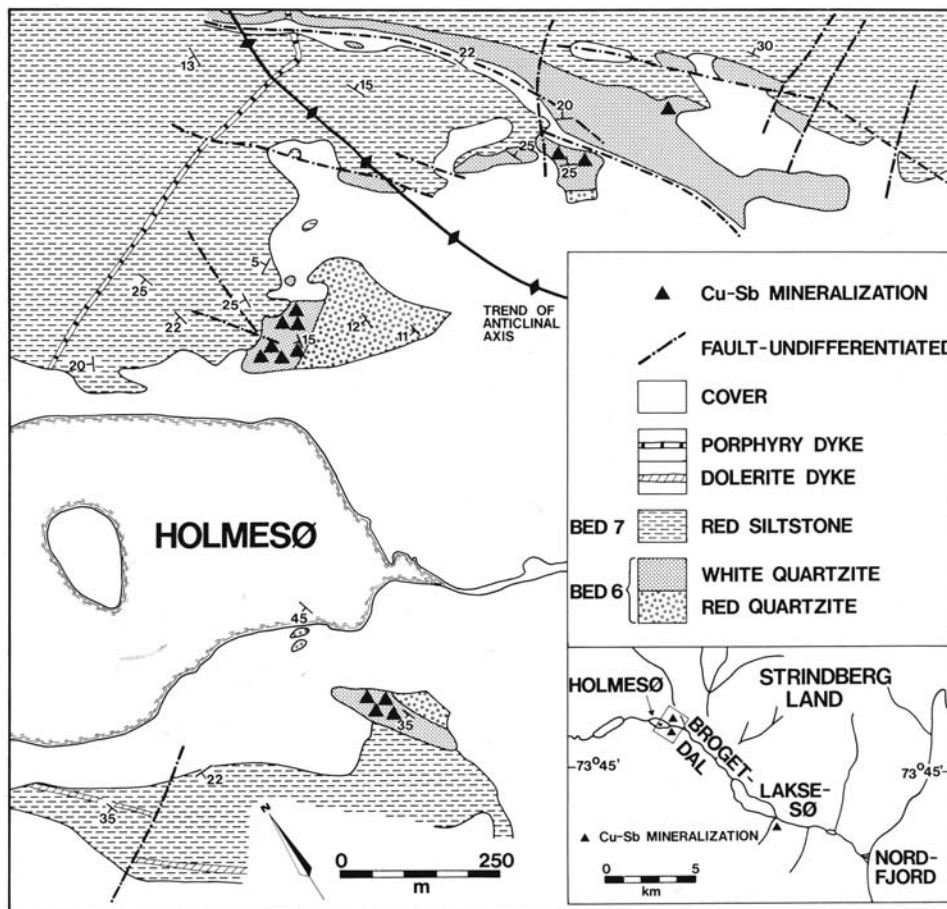 13
15
22
30
20
25
25
5
25
25
22
15
12
11
20
TREND OF
ANTICLINAL
AXIS
HOLMESØ
45
35
22
35
N
0 250
m
Cu-Sb MINERALIZATION
FAULT-UNDIFFERENTIATED
COVER
PORPHYRY DYKE
DOLERITE DYKE
BED 7 RED SILTSTONE
WHITE QUARTZITE
BED 6
RED QUARTZITE
HOLMESØ
STRINDBERG
LAND
BROGET-
DAL
73°45' 73°45'
LAKSE-
SØ
Cu-Sb MINERALIZATION
NORD-
FJORD
0 5
km